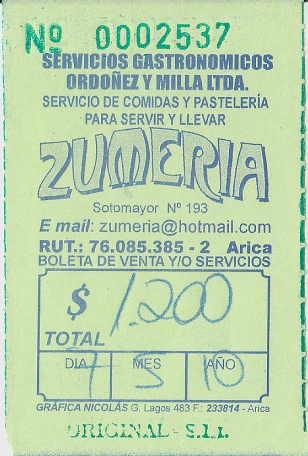 Nº 0002537
SERVICIOS GASTRONOMICOS
ORDOÑEZ Y MILLA LTDA.
SERVICIO DE COMIDAS Y PASTELERÍA
PARA SERVIR Y LLEVAR
ZUMERIA
Sotomayor Nº 193
E mail: zumeria@hotmail.com
RUT.: 76.085.385 - 2 Arica
BOLETA DE VENTA Y/O SERVICIOS
$ 1.200
TOTAL
DIA MES AÑO
7 5 10
GRÁFICA NICOLÁS G. Lagos 483 F.: 233814 - Arica
ORIGINAL - S.I.I.